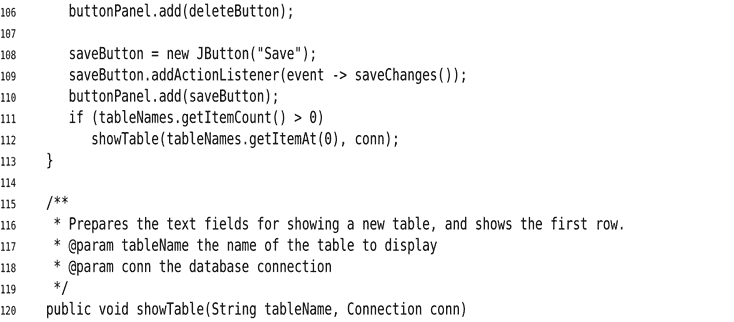 106 buttonPanel.add(deleteButton);
107
108 saveButton = new JButton("Save");
109 saveButton.addActionListener(event -> saveChanges());
110 buttonPanel.add(saveButton);
111 if (tableNames.getItemCount() > 0)
112 showTable(tableNames.getItemAt(0), conn);
113 }
114
115 /**
116 * Prepares the text fields for showing a new table, and shows the first row.
117 * @param tableName the name of the table to display
118 * @param conn the database connection
119 */
120 public void showTable(String tableName, Connection conn)